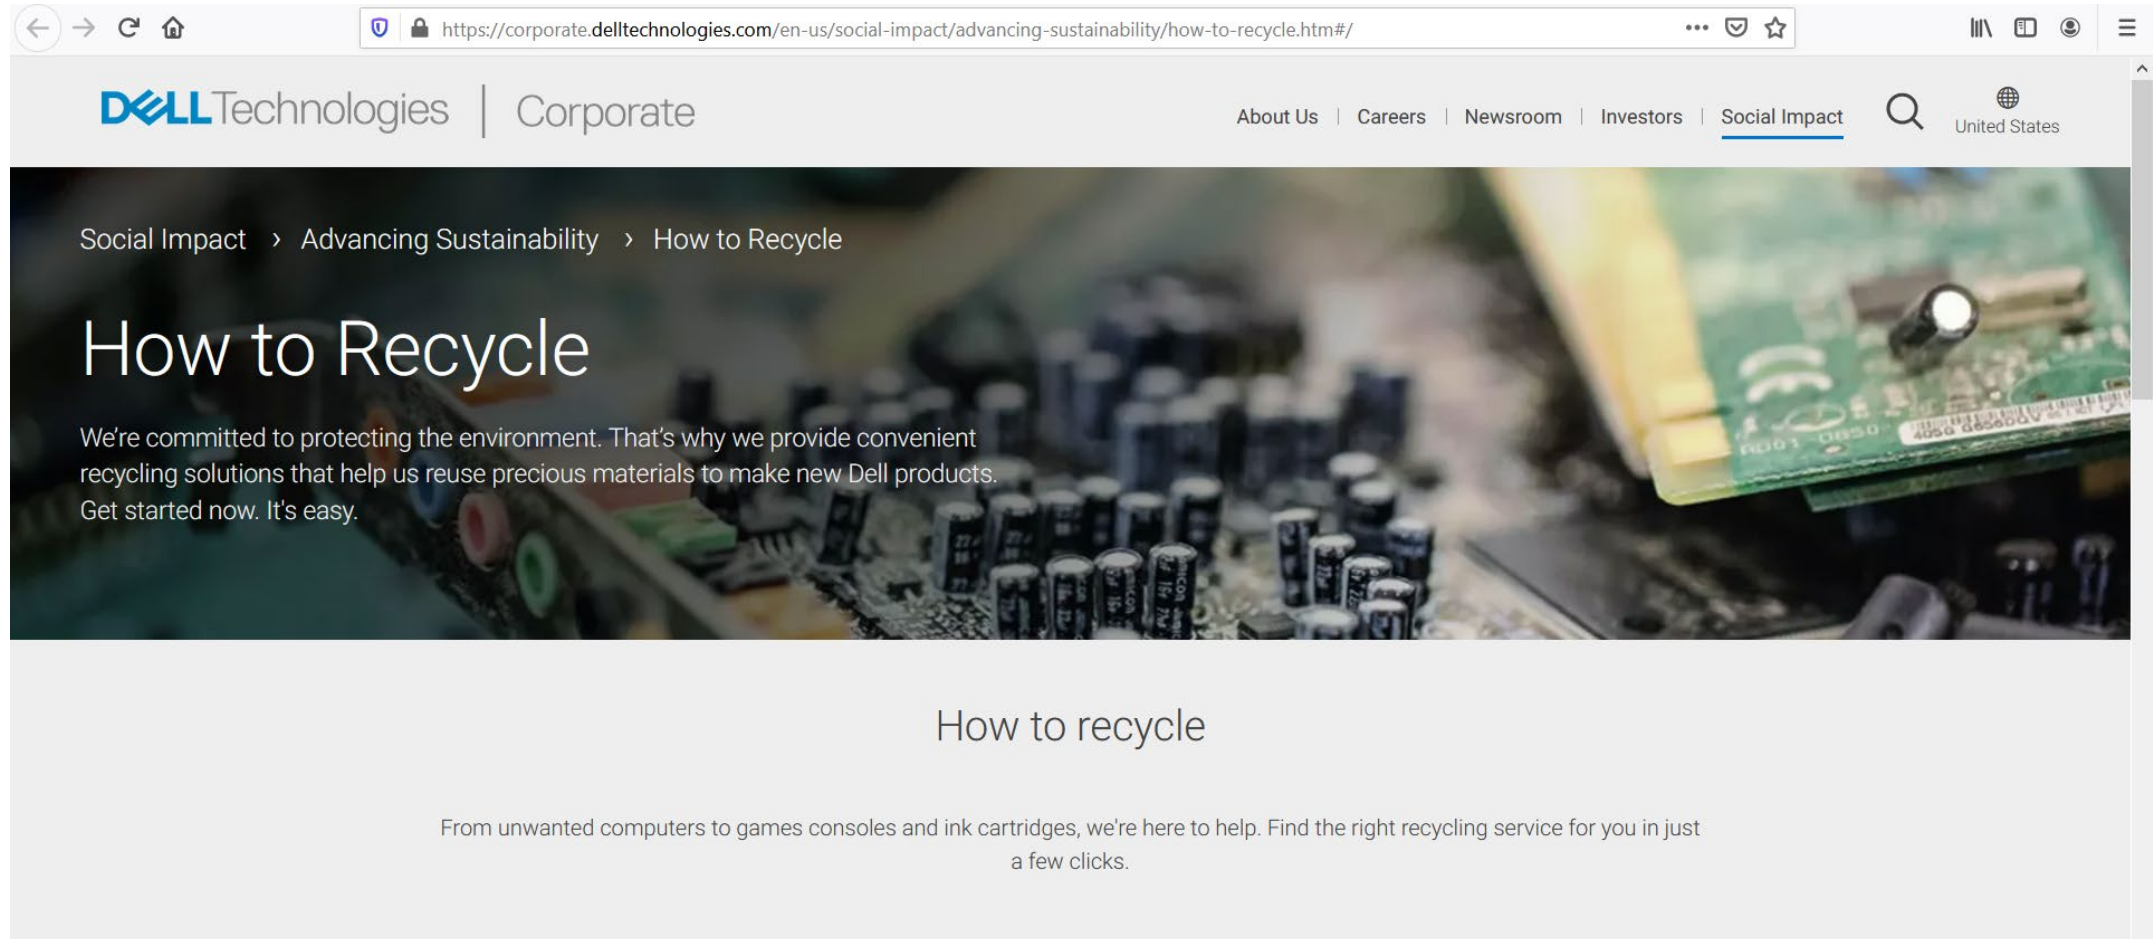 https://corporate.delltechnologies.com/en-us/social-impact/advancing-sustainability/how-to-recycle.htm#/
DELLTechnologies | Corporate
About Us | Careers | Newsroom | Investors | Social Impact
United States
Social Impact > Advancing Sustainability > How to Recycle
How to Recycle
We're committed to protecting the environment. That's why we provide convenient
recycling solutions that help us reuse precious materials to make new Dell products.
Get started now. It's easy.
How to recycle
From unwanted computers to games consoles and ink cartridges, we're here to help. Find the right recycling service for you in just
a few clicks.